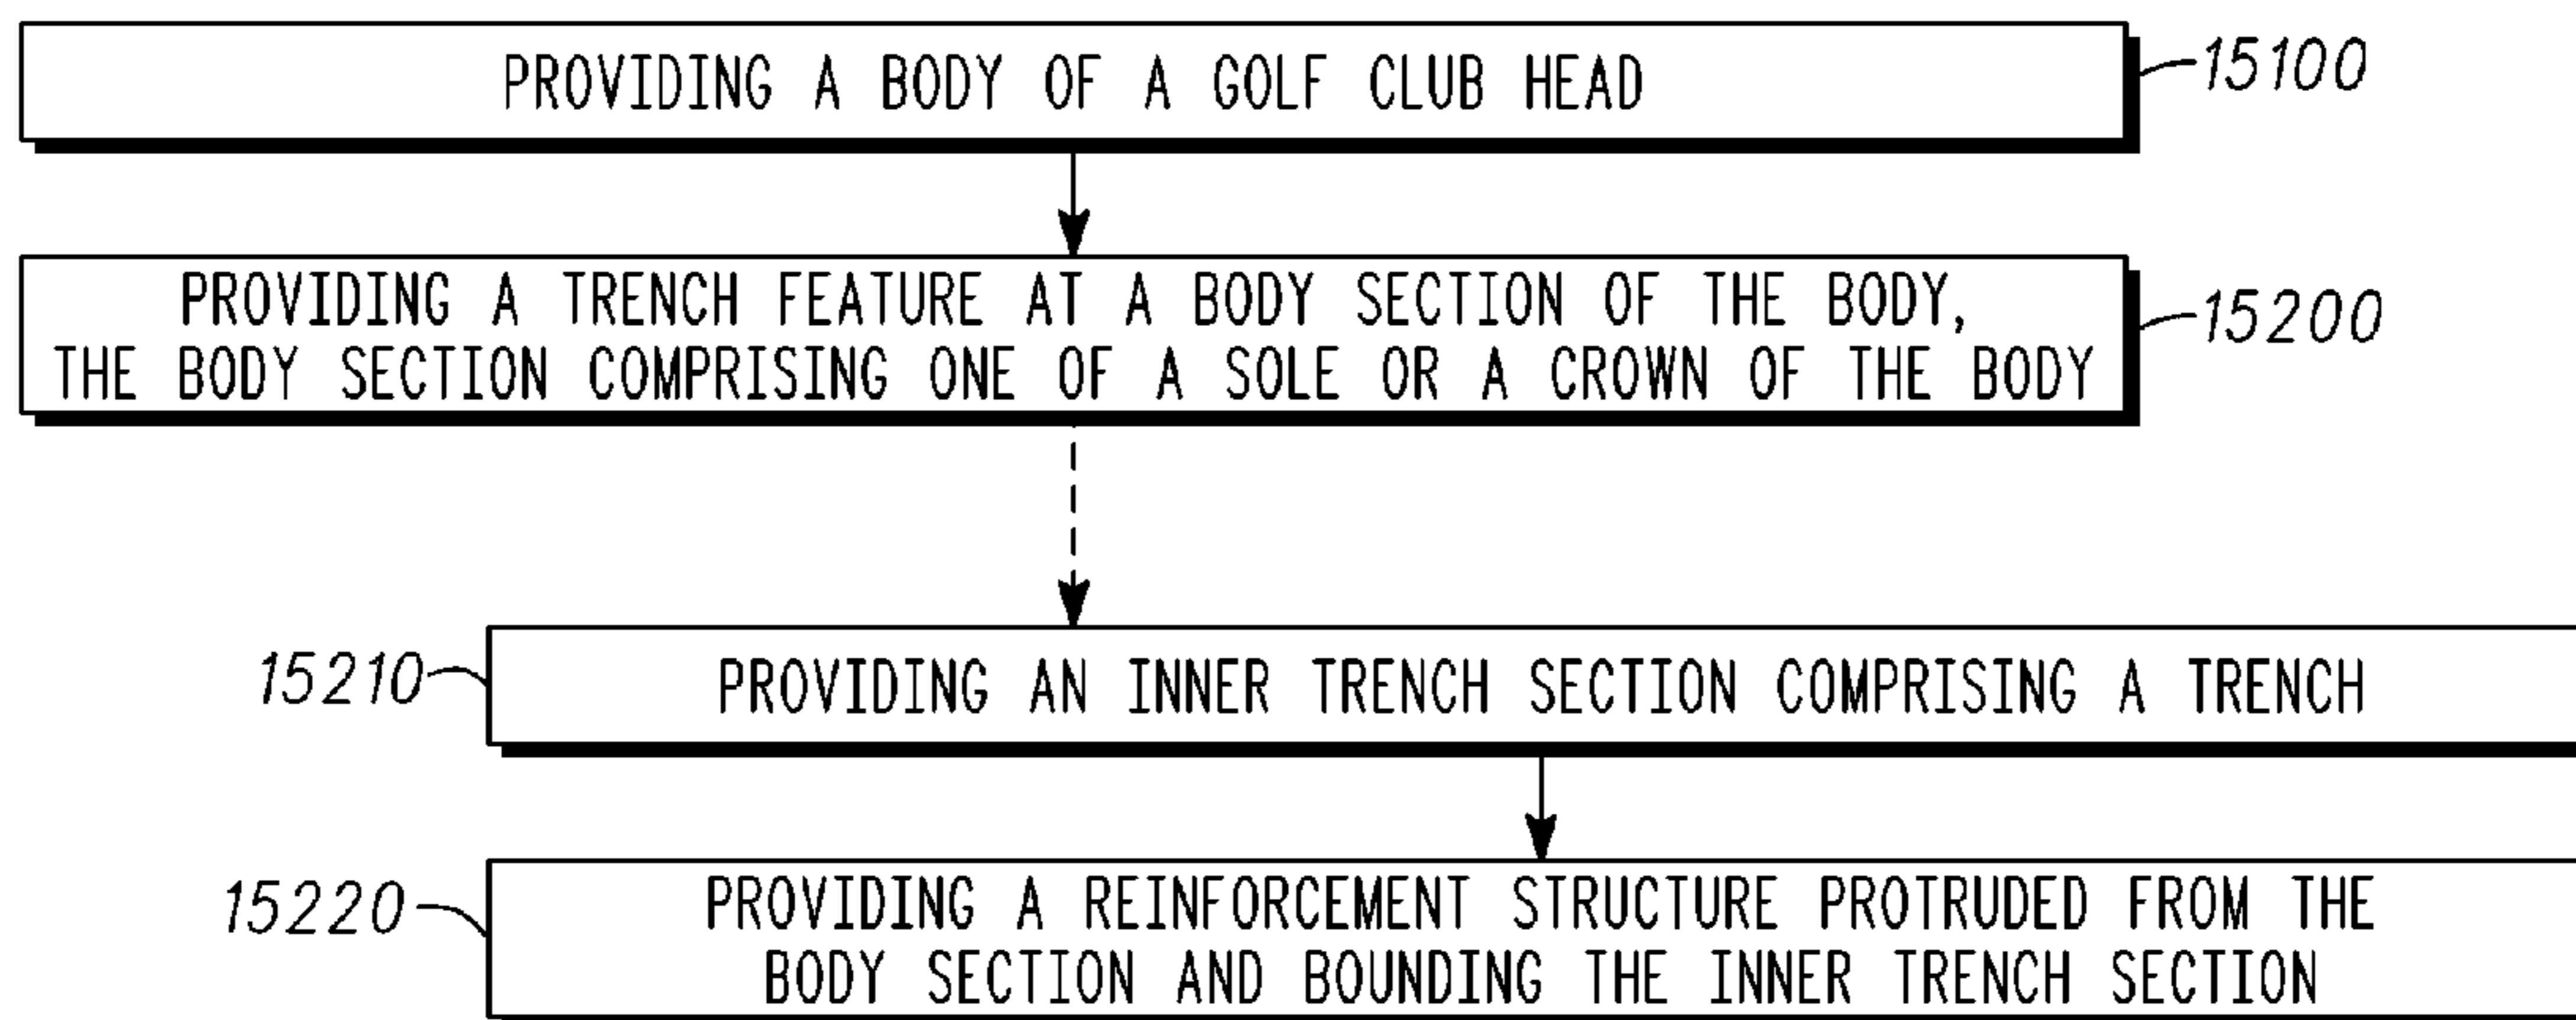 PROVIDING A BODY OF A GOLF CLUB HEAD
15100
PROVIDING A TRENCH FEATURE AT A BODY SECTION OF THE BODY,
THE BODY SECTION COMPRISING ONE OF A SOLE OR A CROWN OF THE BODY
15200
15210
PROVIDING AN INNER TRENCH SECTION COMPRISING A TRENCH
15220
PROVIDING A REINFORCEMENT STRUCTURE PROTRUDED FROM THE
BODY SECTION AND BOUNDING THE INNER TRENCH SECTION